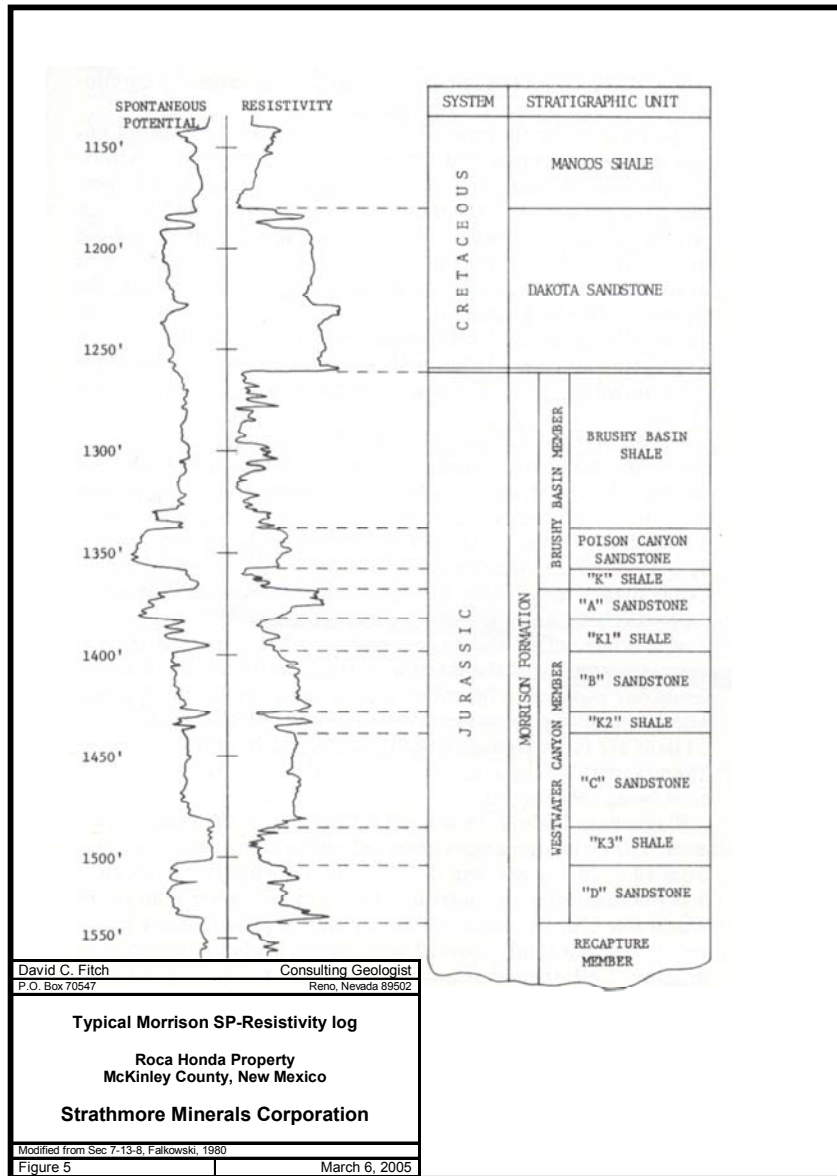 SPONTANEOUS POTENTIAL
RESISTIVITY
SYSTEM
STRATIGRAPHIC UNIT
1150'
1200'
1250'
1300'
1350'
1400'
1450'
1500'
1550'
CRETACEOUS
MANCOS SHALE
DAKOTA SANDSTONE
JURASSIC
MORRISON FORMATION
BRUSHY BASIN MEMBER
BRUSHY BASIN
SHALE
POISON CANYON
SANDSTONE
"K" SHALE
WESTWATER CANYON MEMBER
"A" SANDSTONE
"K1" SHALE
"B" SANDSTONE
"K2" SHALE
"C" SANDSTONE
"K3" SHALE
"D" SANDSTONE
RECAPTURE
MEMBER
David C. Fitch Consulting Geologist
P.O. Box 70547 Reno, Nevada 89502
Typical Morrison SP-Resistivity log
Roca Honda Property
McKinley County, New Mexico
Strathmore Minerals Corporation
Modified from Sec 7-13-8, Falkowski, 1980
Figure 5 March 6, 2005